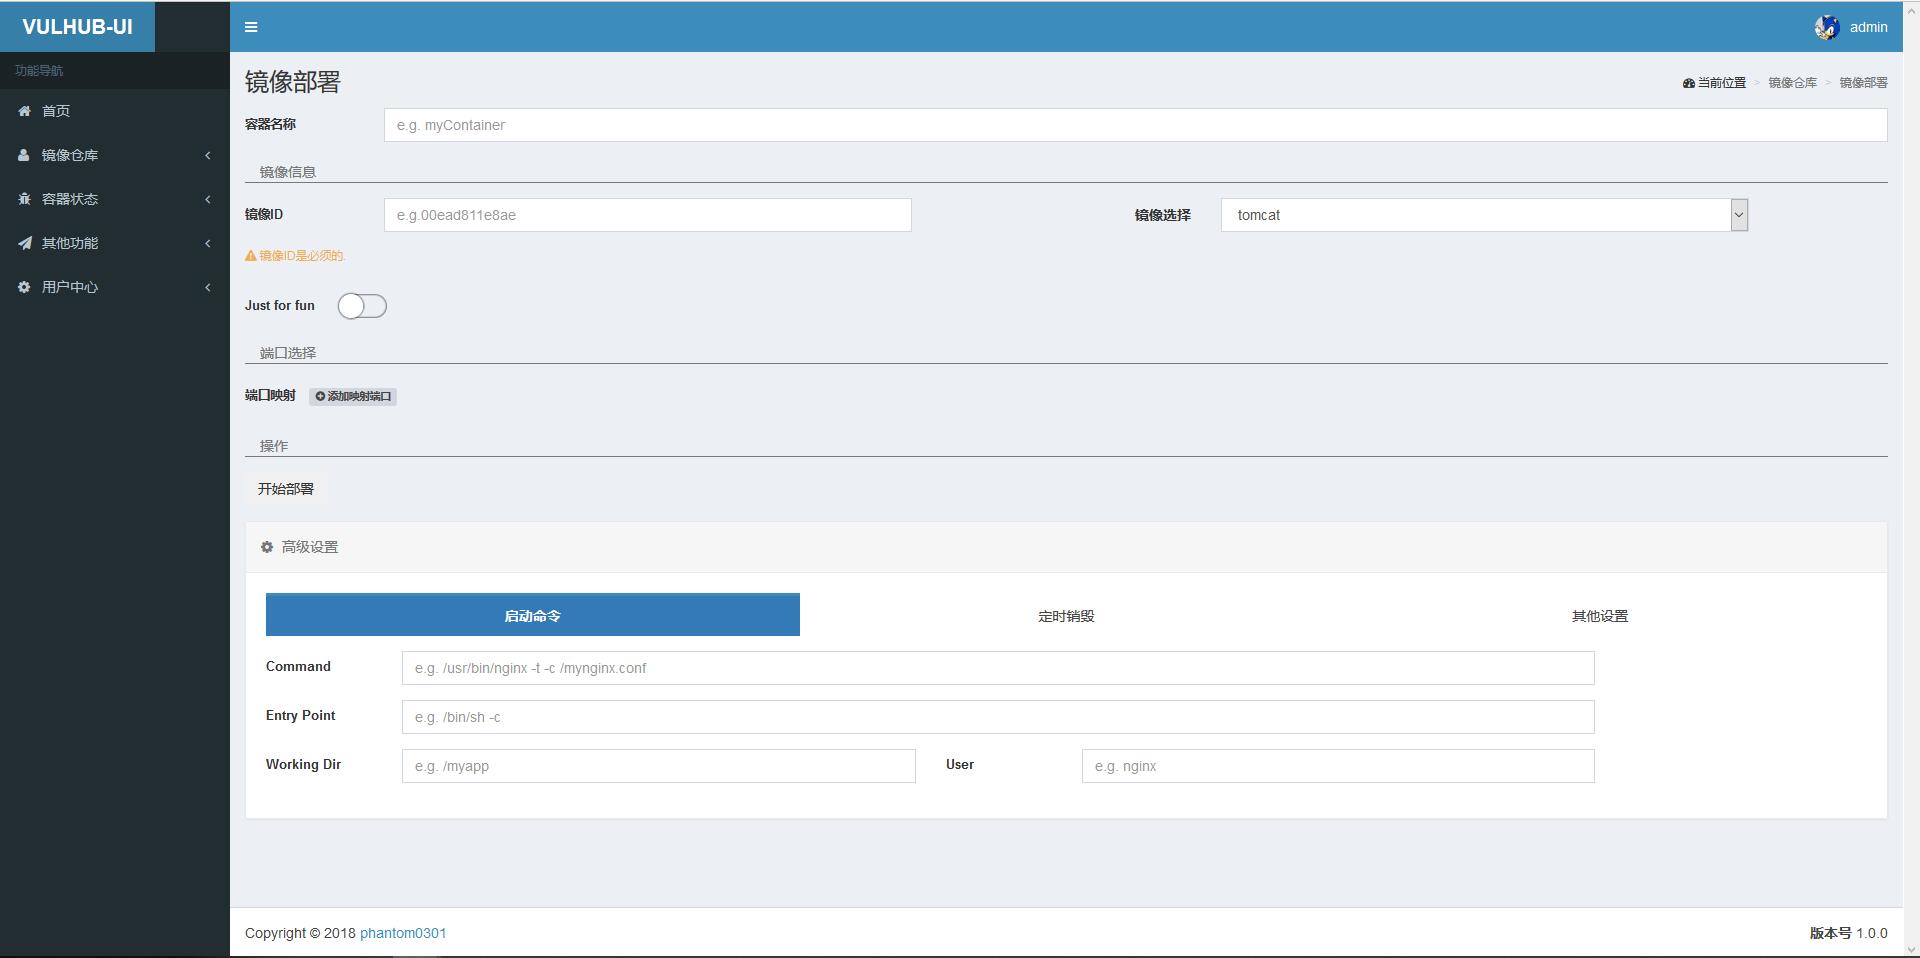 VULHUB-UI
admin
功能导航
首页
镜像仓库
容器状态
其他功能
用户中心
镜像部署
当前位置 > 镜像仓库 > 镜像部署
容器名称 e.g. myContainer
镜像信息
镜像ID e.g.00ead811e8ae 镜像选择 tomcat
镜像ID是必须的.
Just for fun
端口选择
端口映射 添加映射端口
操作
开始部署
高级设置
启动命令 定时销毁 其他设置
Command e.g. /usr/bin/nginx -t -c /mynginx.conf
Entry Point e.g. /bin/sh -c
Working Dir e.g. /myapp User e.g. nginx
Copyright © 2018 phantom0301 版本号 1.0.0